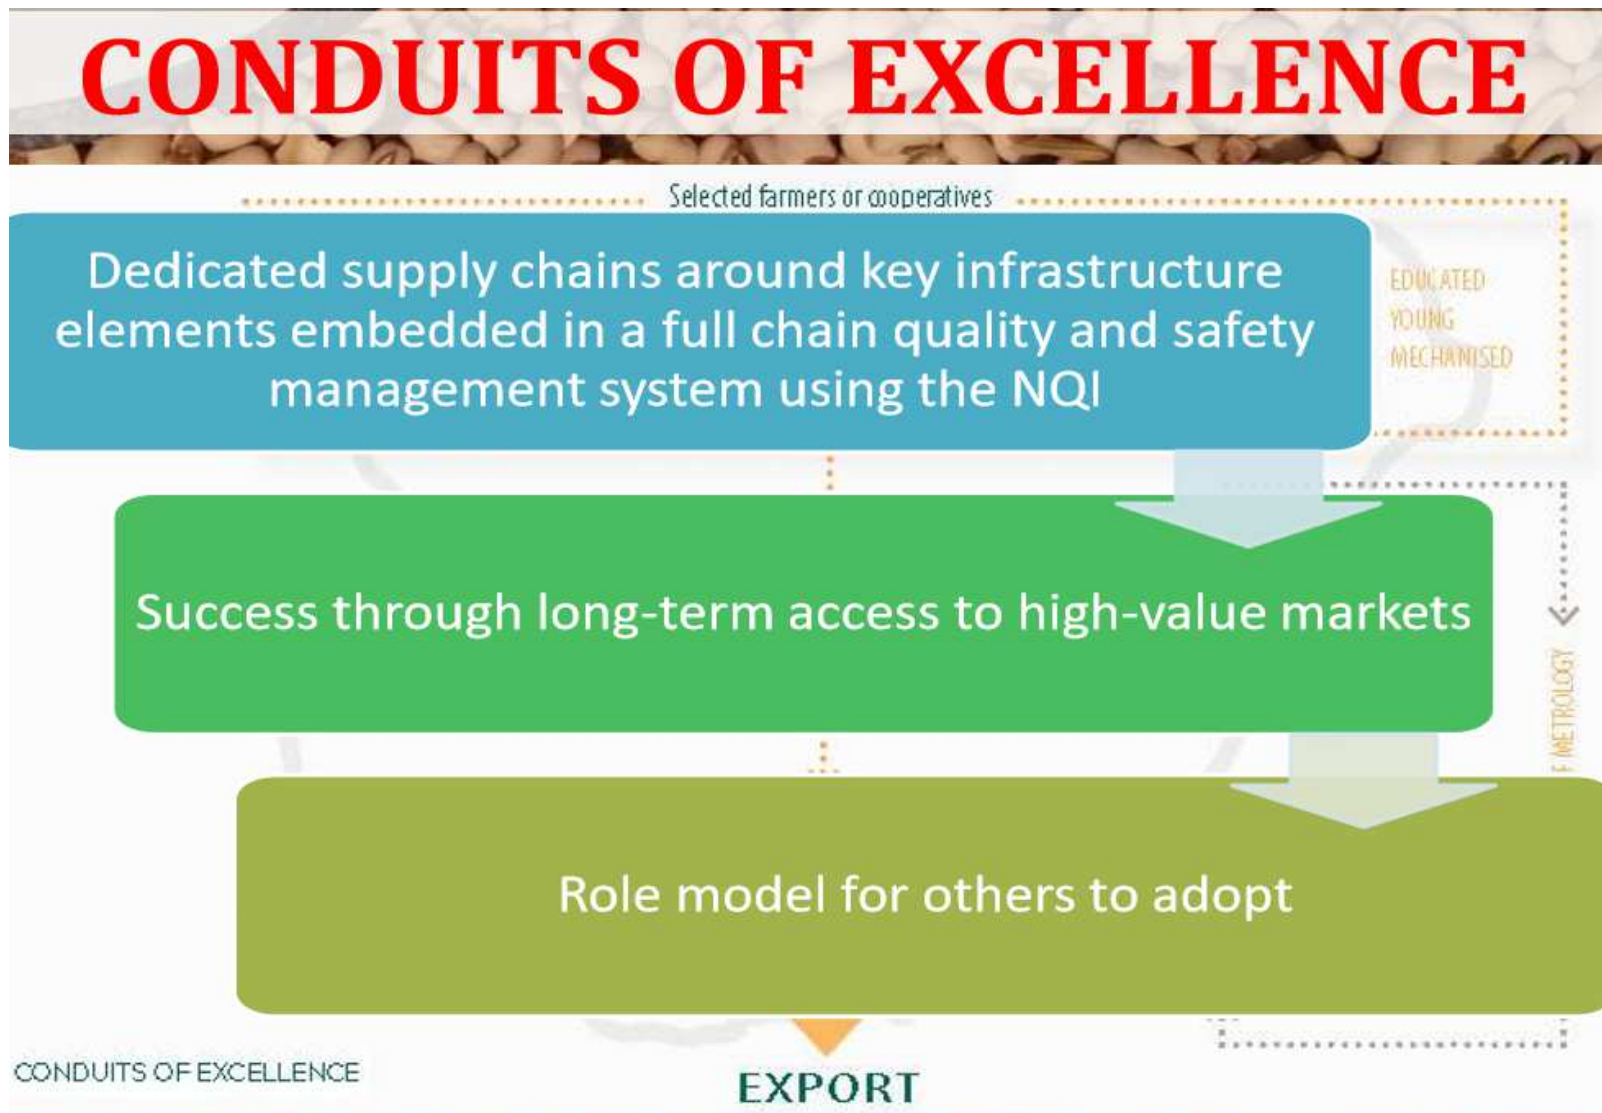 CONDUITS OF EXCELLENCE
Selected farmers or cooperatives
Dedicated supply chains around key infrastructure
elements embedded in a full chain quality and safety
management system using the NQI
EDUCATED
YOUNG
MECHANISED
Success through long-term access to high-value markets
METROLOGY
Role model for others to adopt
CONDUITS OF EXCELLENCE
EXPORT